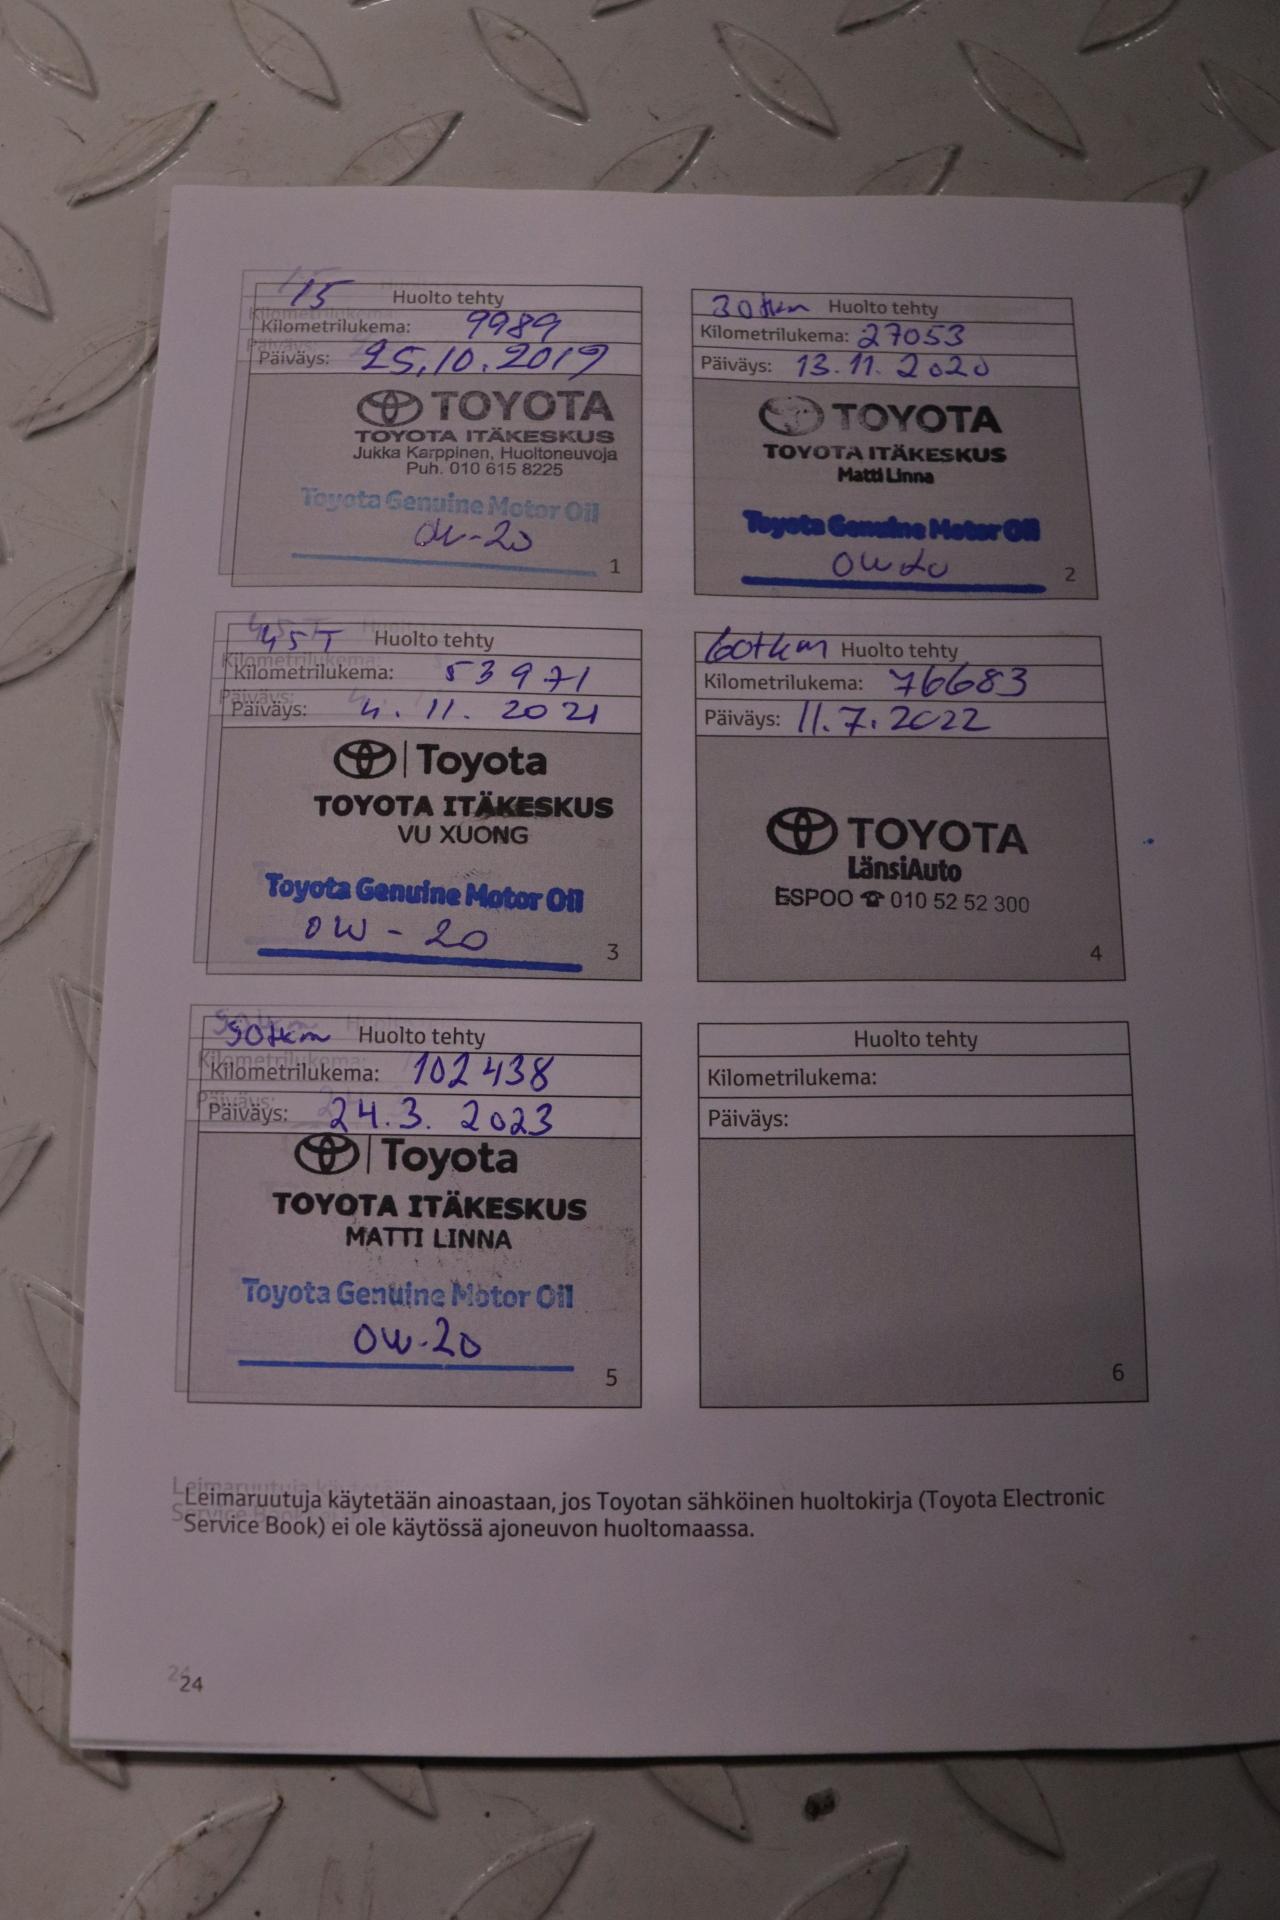 15 Huolto tehty
Kilometrilukema: 9989
Päiväys: 25.10.2019
TOYOTA
TOYOTA ITÄKESKUS
Jukka Karppinen, Huoltoneuvoja
Puh. 010 615 8225
Toyota Genuine Motor Oil
0W-20
1
30tkm Huolto tehty
Kilometrilukema: 27053
Päiväys: 13.11.2020
TOYOTA
TOYOTA ITÄKESKUS
Matti Linna
Toyota Genuine Motor Oil
0W20
2
45T Huolto tehty
Kilometrilukema: 53971
Päiväys: 4.11.2021
Toyota
TOYOTA ITÄKESKUS
VU XUONG
Toyota Genuine Motor Oil
0W-20
3
60tkm Huolto tehty
Kilometrilukema: 76683
Päiväys: 11.7.2022
TOYOTA
LänsiAuto
ESPOO ☎ 010 52 52 300
4
90tkm Huolto tehty
Kilometrilukema: 102438
Päiväys: 24.3.2023
Toyota
TOYOTA ITÄKESKUS
MATTI LINNA
Toyota Genuine Motor Oil
0W-20
5
Huolto tehty
Kilometrilukema:
Päiväys:
6
Leimaruutuja käytetään ainoastaan, jos Toyotan sähköinen huoltokirja (Toyota Electronic
Service Book) ei ole käytössä ajoneuvon huoltomaassa.
24